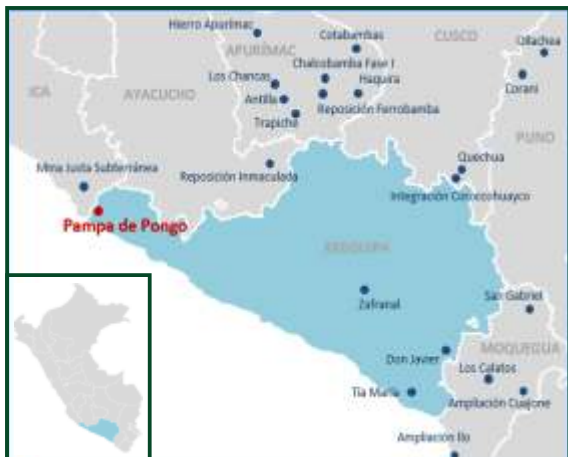 Hierro Apurímac
Cotabambas
CUSCO
Ollachea
APURÍMAC
Chalcobamba Fase I
Los Chancas
Haquira
Corani
ICA
AYACUCHO
Antilla
Reposición Ferrobamba
Trapiche
PUNO
Mina Justa Subterránea
Reposición Inmaculada
Quechua
Integración Coroccohuayco
Pampa de Pongo
AREQUIPA
Zafranal
San Gabriel
Don Javier
MOQUEGUA
Los Calatos
Tía María
Ampliación Cuajone
Ampliación Ilo